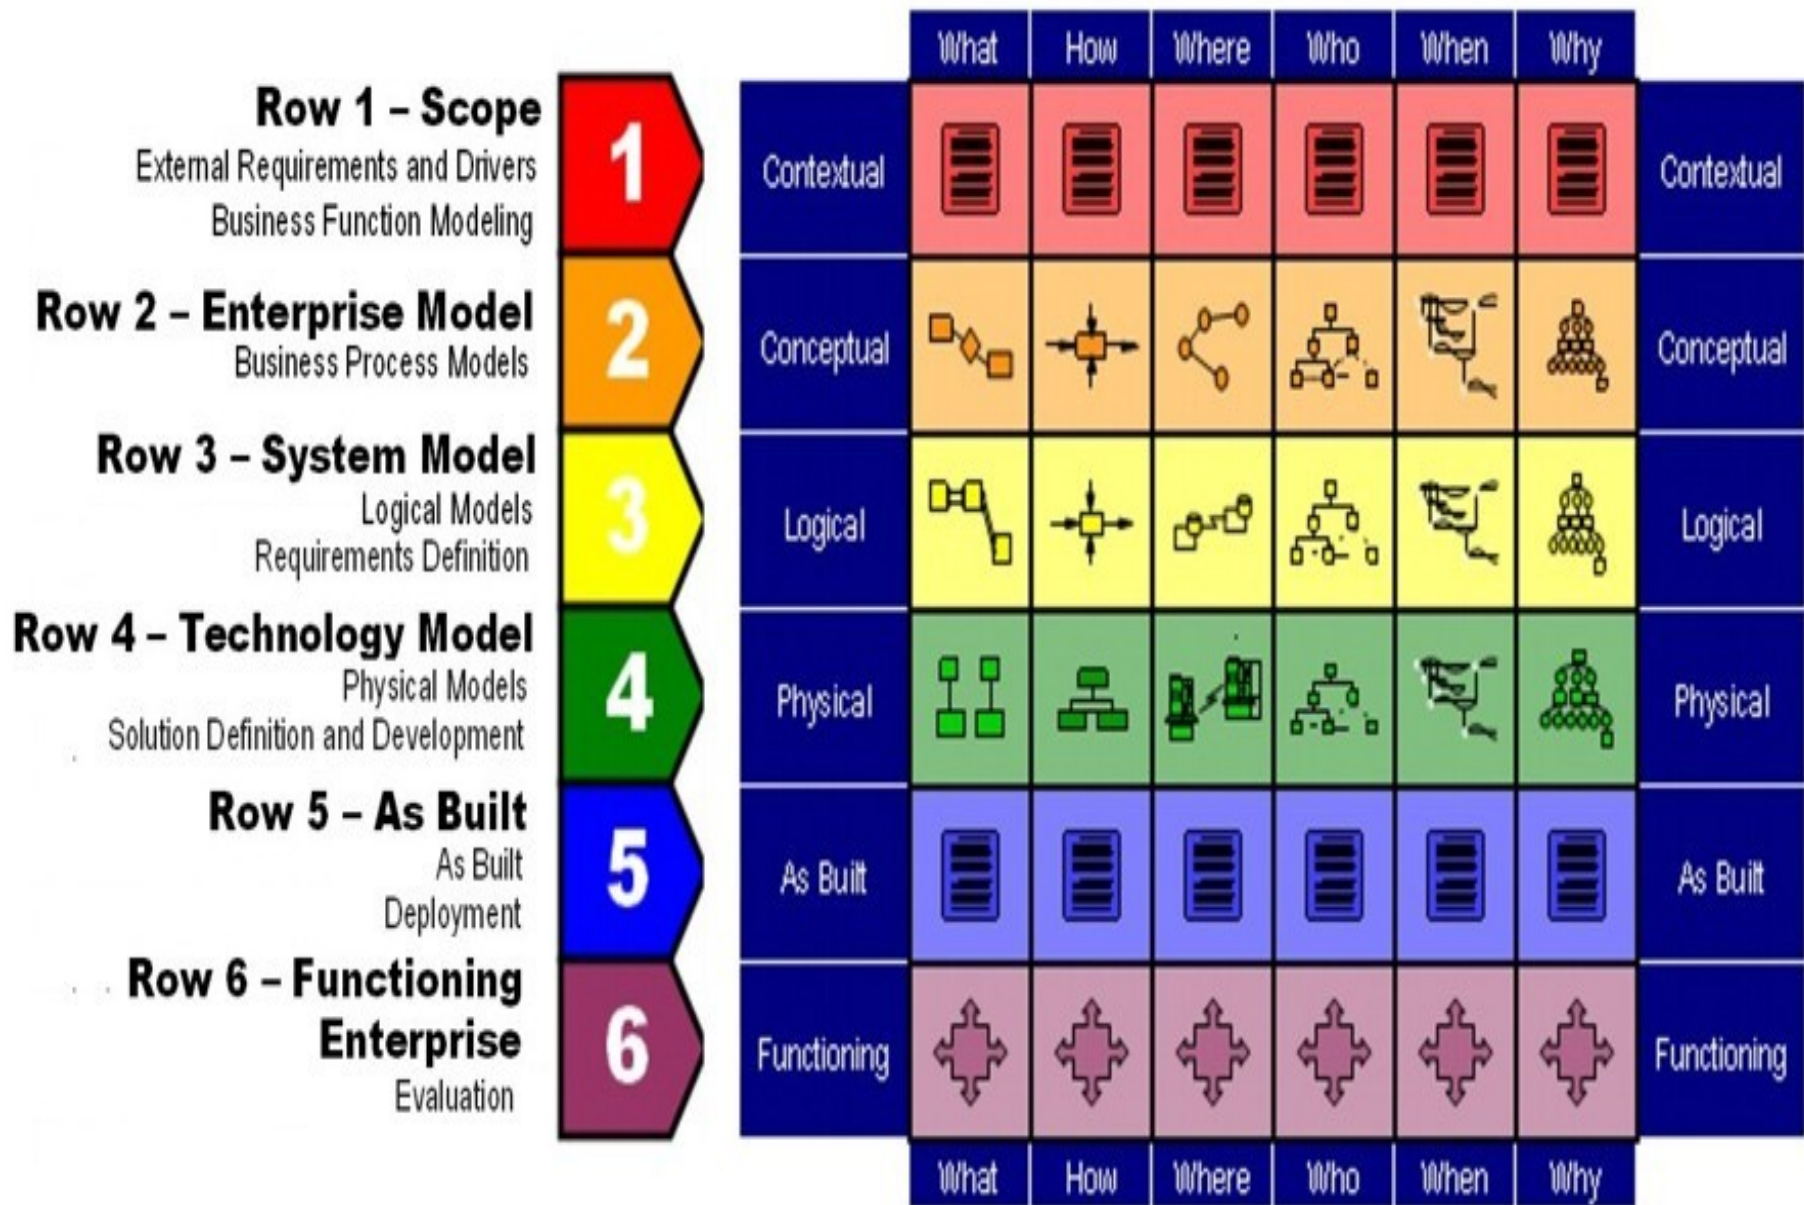 What How Where Who When Why
Row 1 – Scope
External Requirements and Drivers
Business Function Modeling
1
Contextual
Contextual
Row 2 – Enterprise Model
Business Process Models
2
Conceptual
Conceptual
Row 3 – System Model
Logical Models
Requirements Definition
3
Logical
Logical
Row 4 – Technology Model
Physical Models
Solution Definition and Development
4
Physical
Physical
Row 5 – As Built
As Built
Deployment
5
As Built
As Built
Row 6 – Functioning
Enterprise
Evaluation
6
Functioning
Functioning
What How Where Who When Why